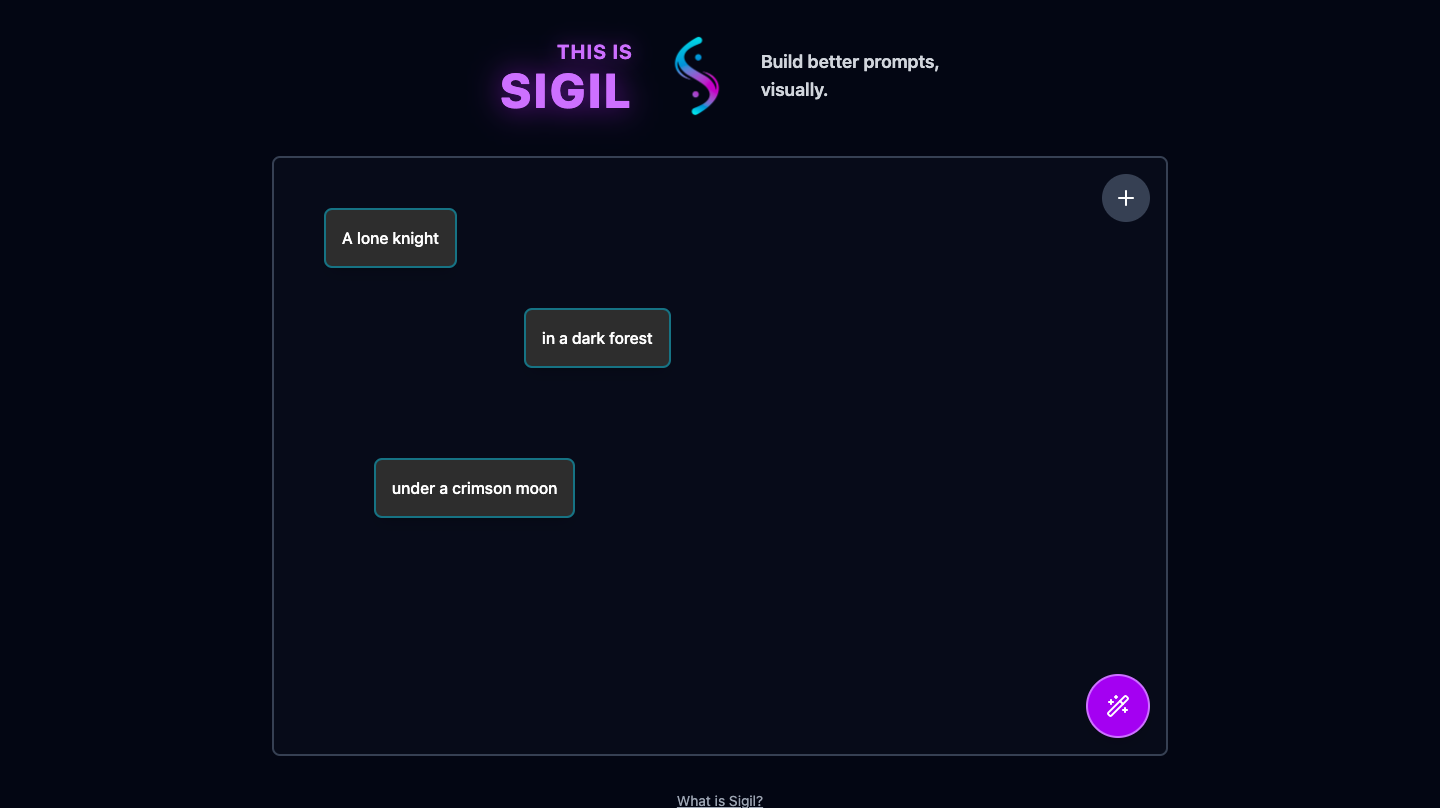 THIS IS
SIGIL
Build better prompts,
visually.
A lone knight
in a dark forest
under a crimson moon
What is Sigil?